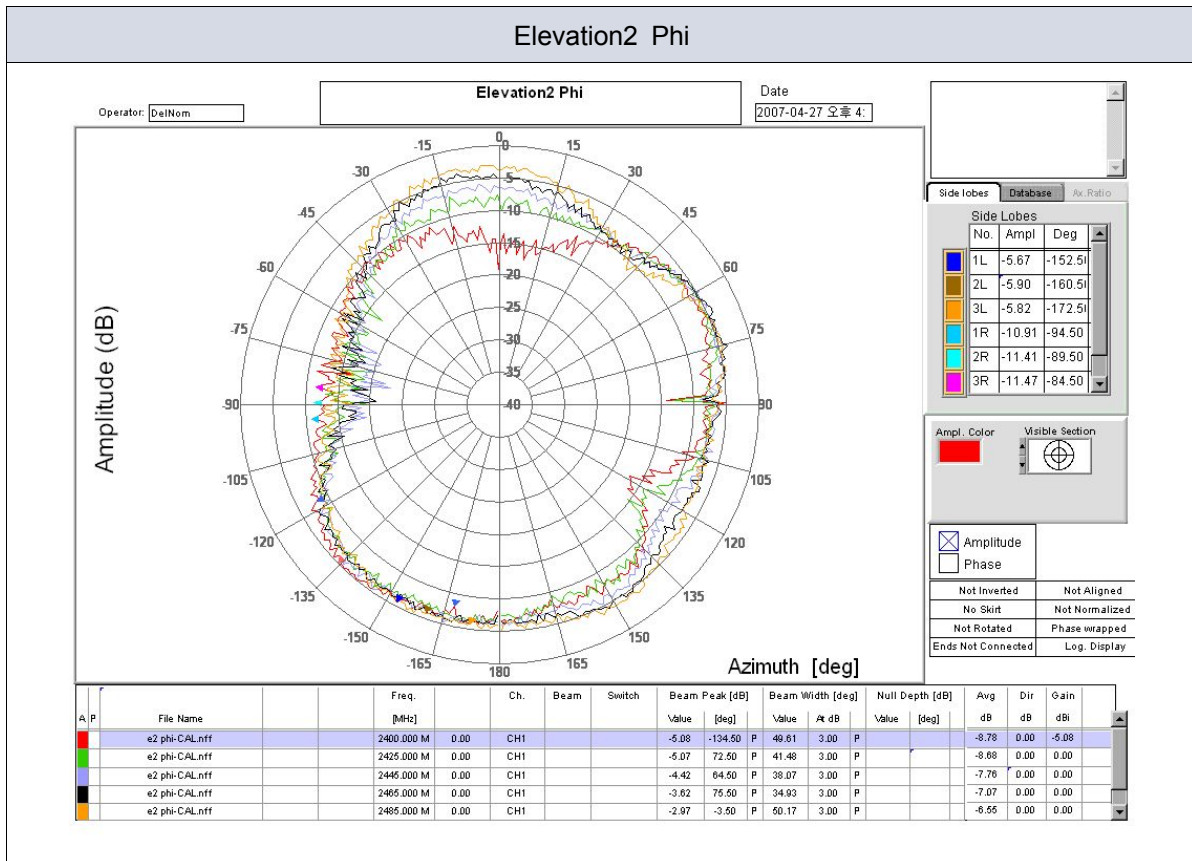 Elevation2 Phi
Operator: DelNom
Elevation2 Phi
Date
2007-04-27 오후 4:
Amplitude (dB)
Azimuth [deg]
-15 0 15
-30 30
-45 45
-60 60
-75 75
-90 90
-105 105
-120 120
-135 135
-150 150
-165 180 165
0
-5
-10
-15
-20
-25
-30
-35
-40
Side lobes Database Ax.Ratio
Side Lobes
No. Ampl Deg
1L -5.67 -152.5
2L -5.90 -160.5
3L -5.82 -172.5
1R -10.91 -94.50
2R -11.41 -89.50
3R -11.47 -84.50
Ampl. Color Visible Section
Amplitude
Phase
Not Inverted Not Aligned
No Skirt Not Normalized
Not Rotated Phase wrapped
Ends Not Connected Log. Display
Freq. Ch. Beam Switch Beam Peak [dB] Beam Width [deg] Null Depth [dB] Avg Dir Gain
A P File Name [MHz] Value [deg] Value At dB Value [deg] dB dB dBi
e2 phi-CAL.nff 2400.000 M 0.00 CH1 -5.08 -134.50 P 49.61 3.00 P -8.78 0.00 -5.08
e2 phi-CAL.nff 2425.000 M 0.00 CH1 -5.07 72.50 P 41.48 3.00 P -8.68 0.00 0.00
e2 phi-CAL.nff 2445.000 M 0.00 CH1 -4.42 64.50 P 38.07 3.00 P -7.76 0.00 0.00
e2 phi-CAL.nff 2465.000 M 0.00 CH1 -3.62 75.50 P 34.93 3.00 P -7.07 0.00 0.00
e2 phi-CAL.nff 2485.000 M 0.00 CH1 -2.97 -3.50 P 50.17 3.00 P -6.55 0.00 0.00